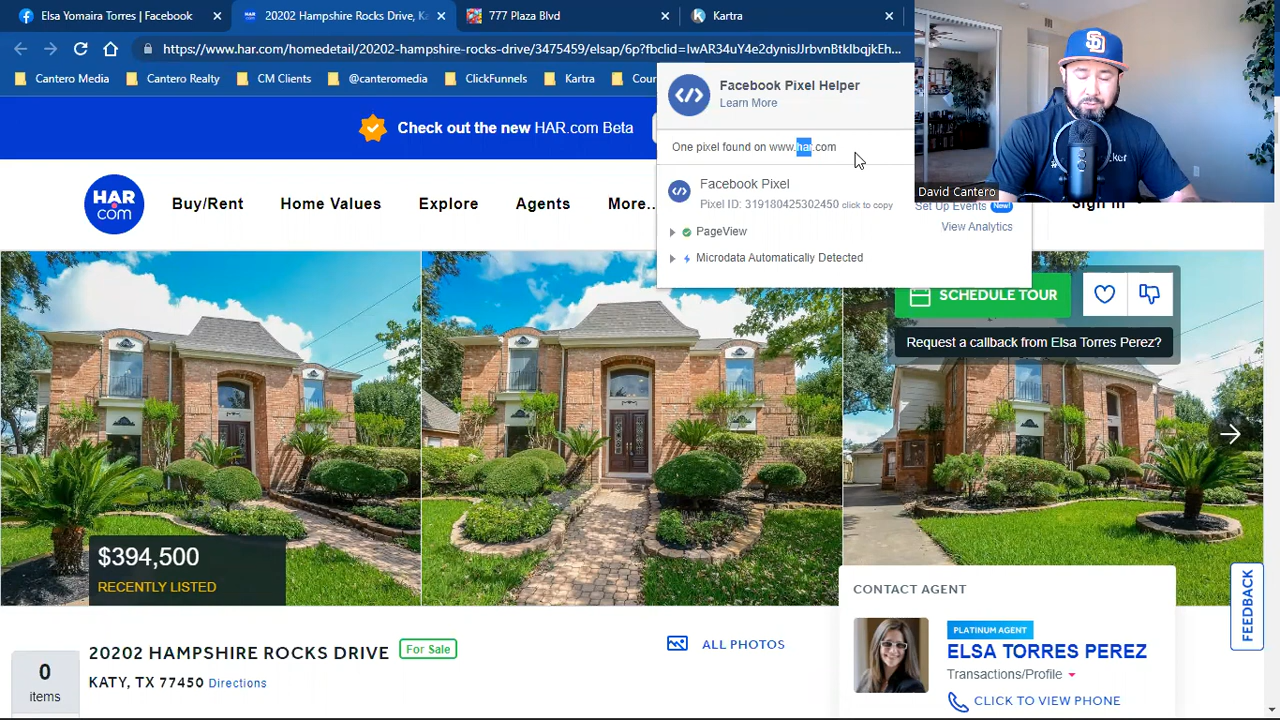 Elsa Yomaira Torres | Facebook
20202 Hampshire Rocks Drive, Ka
777 Plaza Blvd
Kartra
https://www.har.com/homedetail/20202-hampshire-rocks-drive/3475459/elsap/6p?fbclid=IwAR34uY4e2dynisJJrbvnBtkIbqjkEh...
Cantero Media
Cantero Realty
CM Clients
@canteromedia
ClickFunnels
Kartra
Cour
Facebook Pixel Helper
Learn More
Check out the new HAR.com Beta
One pixel found on www.har.com
Facebook Pixel
Pixel ID: 319180425302450 click to copy
Set Up Events New!
View Analytics
PageView
Microdata Automatically Detected
David Cantero
HAR
com
Buy/Rent
Home Values
Explore
Agents
More...
Sign In
SCHEDULE TOUR
Request a callback from Elsa Torres Perez?
$394,500
RECENTLY LISTED
CONTACT AGENT
PLATINUM AGENT
ELSA TORRES PEREZ
Transactions/Profile
CLICK TO VIEW PHONE
FEEDBACK
ALL PHOTOS
20202 HAMPSHIRE ROCKS DRIVE
For Sale
KATY, TX 77450 Directions
0
items